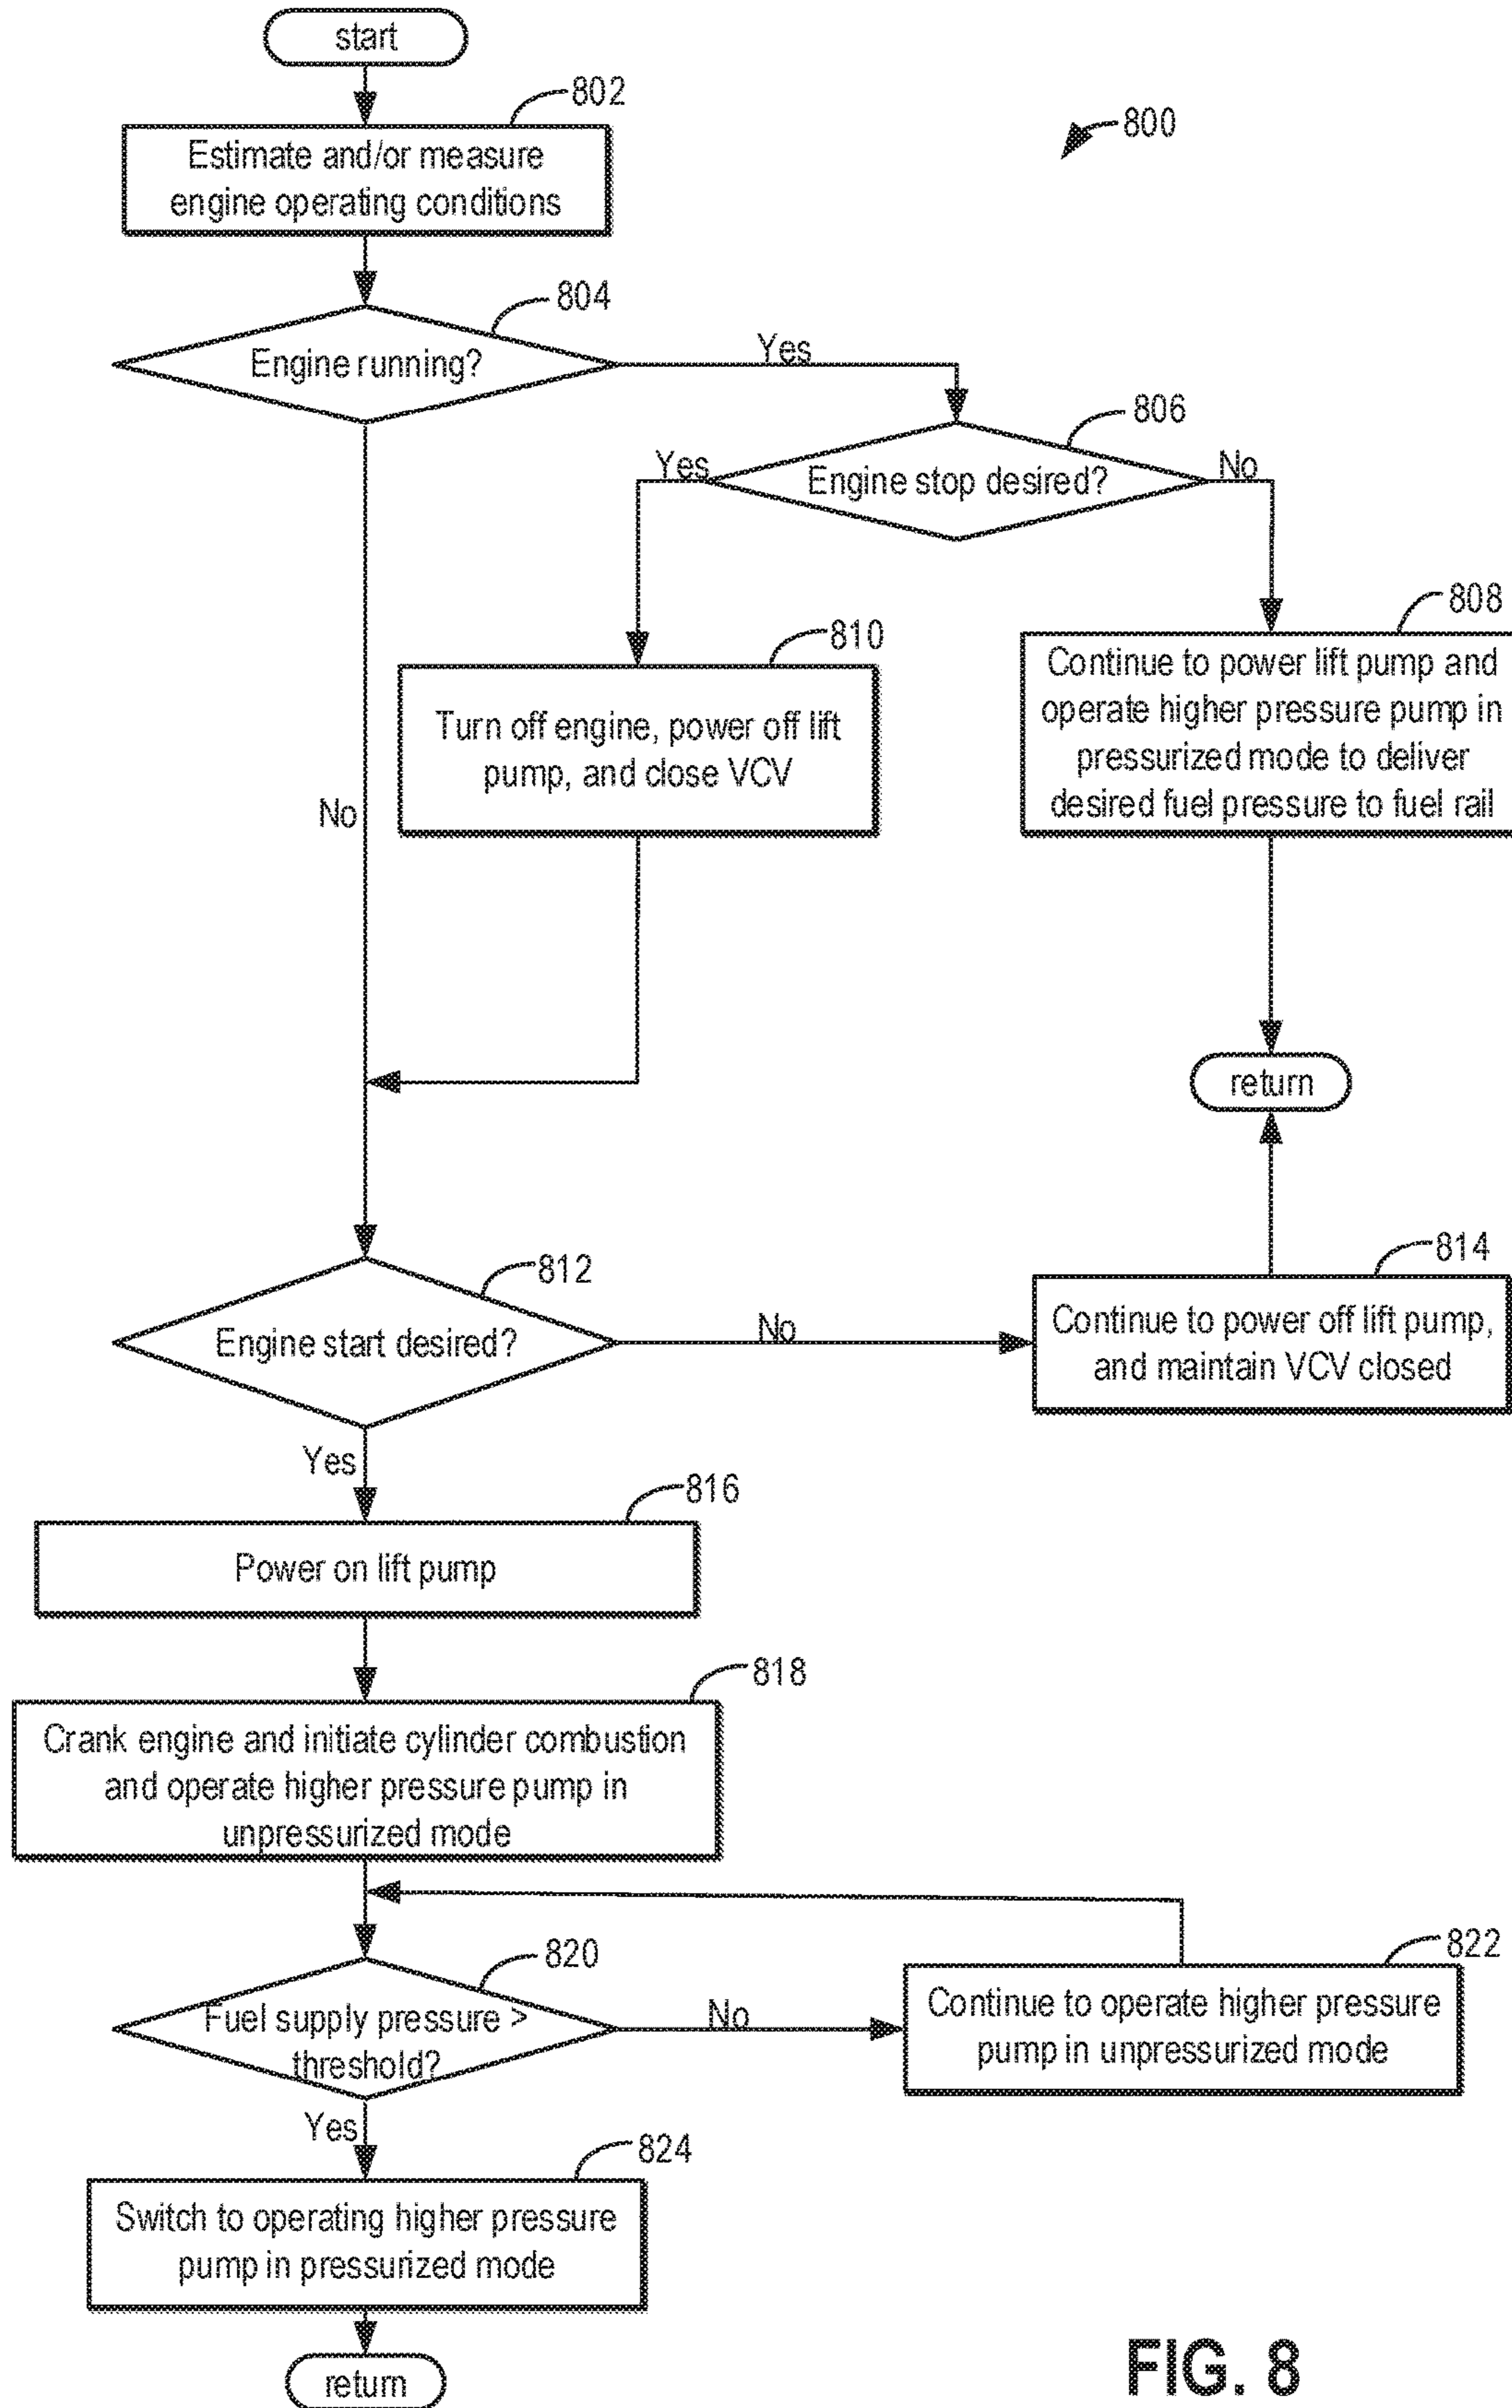 start
802
Estimate and/or measure
engine operating conditions
800
804
Engine running?
Yes
806
Engine stop desired?
Yes
No
808
Continue to power lift pump and
operate higher pressure pump in
pressurized mode to deliver
desired fuel pressure to fuel rail
810
Turn off engine, power off lift
pump, and close VCV
No
return
812
Engine start desired?
No
814
Continue to power off lift pump,
and maintain VCV closed
Yes
816
Power on lift pump
818
Crank engine and initiate cylinder combustion
and operate higher pressure pump in
unpressurized mode
820
Fuel supply pressure >
threshold?
No
822
Continue to operate higher pressure
pump in unpressurized mode
Yes
824
Switch to operating higher pressure
pump in pressurized mode
return
FIG. 8